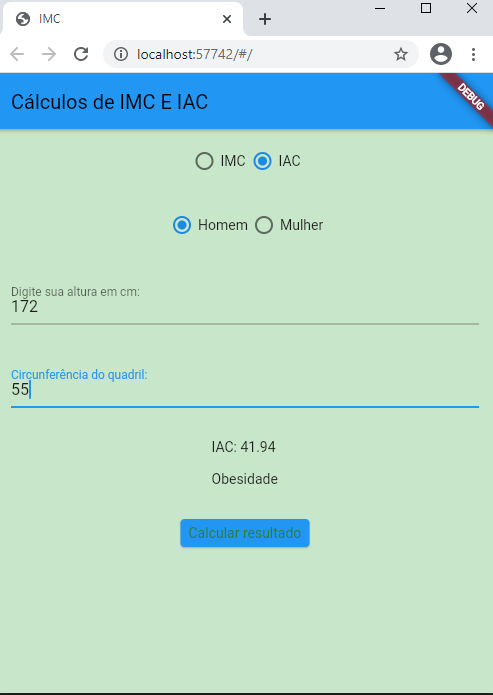 IMC
localhost:57742/#/
Cálculos de IMC E IAC
DEBUG
IMC IAC
Homem Mulher
Digite sua altura em cm:
172
Circunferência do quadril:
55
IAC: 41.94
Obesidade
Calcular resultado